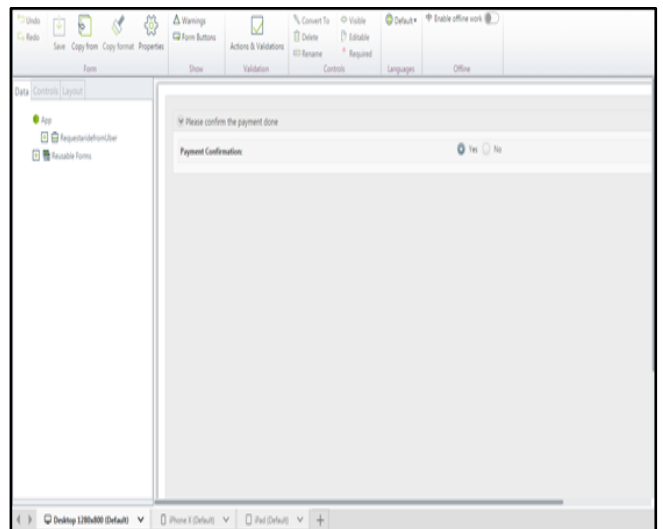 Undo
Redo
Save
Copy from
Copy format
Properties
Form
Warnings
Form Buttons
Show
Actions & Validations
Validation
Convert To
Delete
Rename
Visible
Editable
Required
Controls
Default
Languages
Enable offline work
Offline
Data Controls Layout
App
RequestaridefromUber
Reusable Forms
Please confirm the payment done
Payment Confirmation: Yes No
Desktop 1280x800 (Default) iPhone X (Default) iPad (Default) +